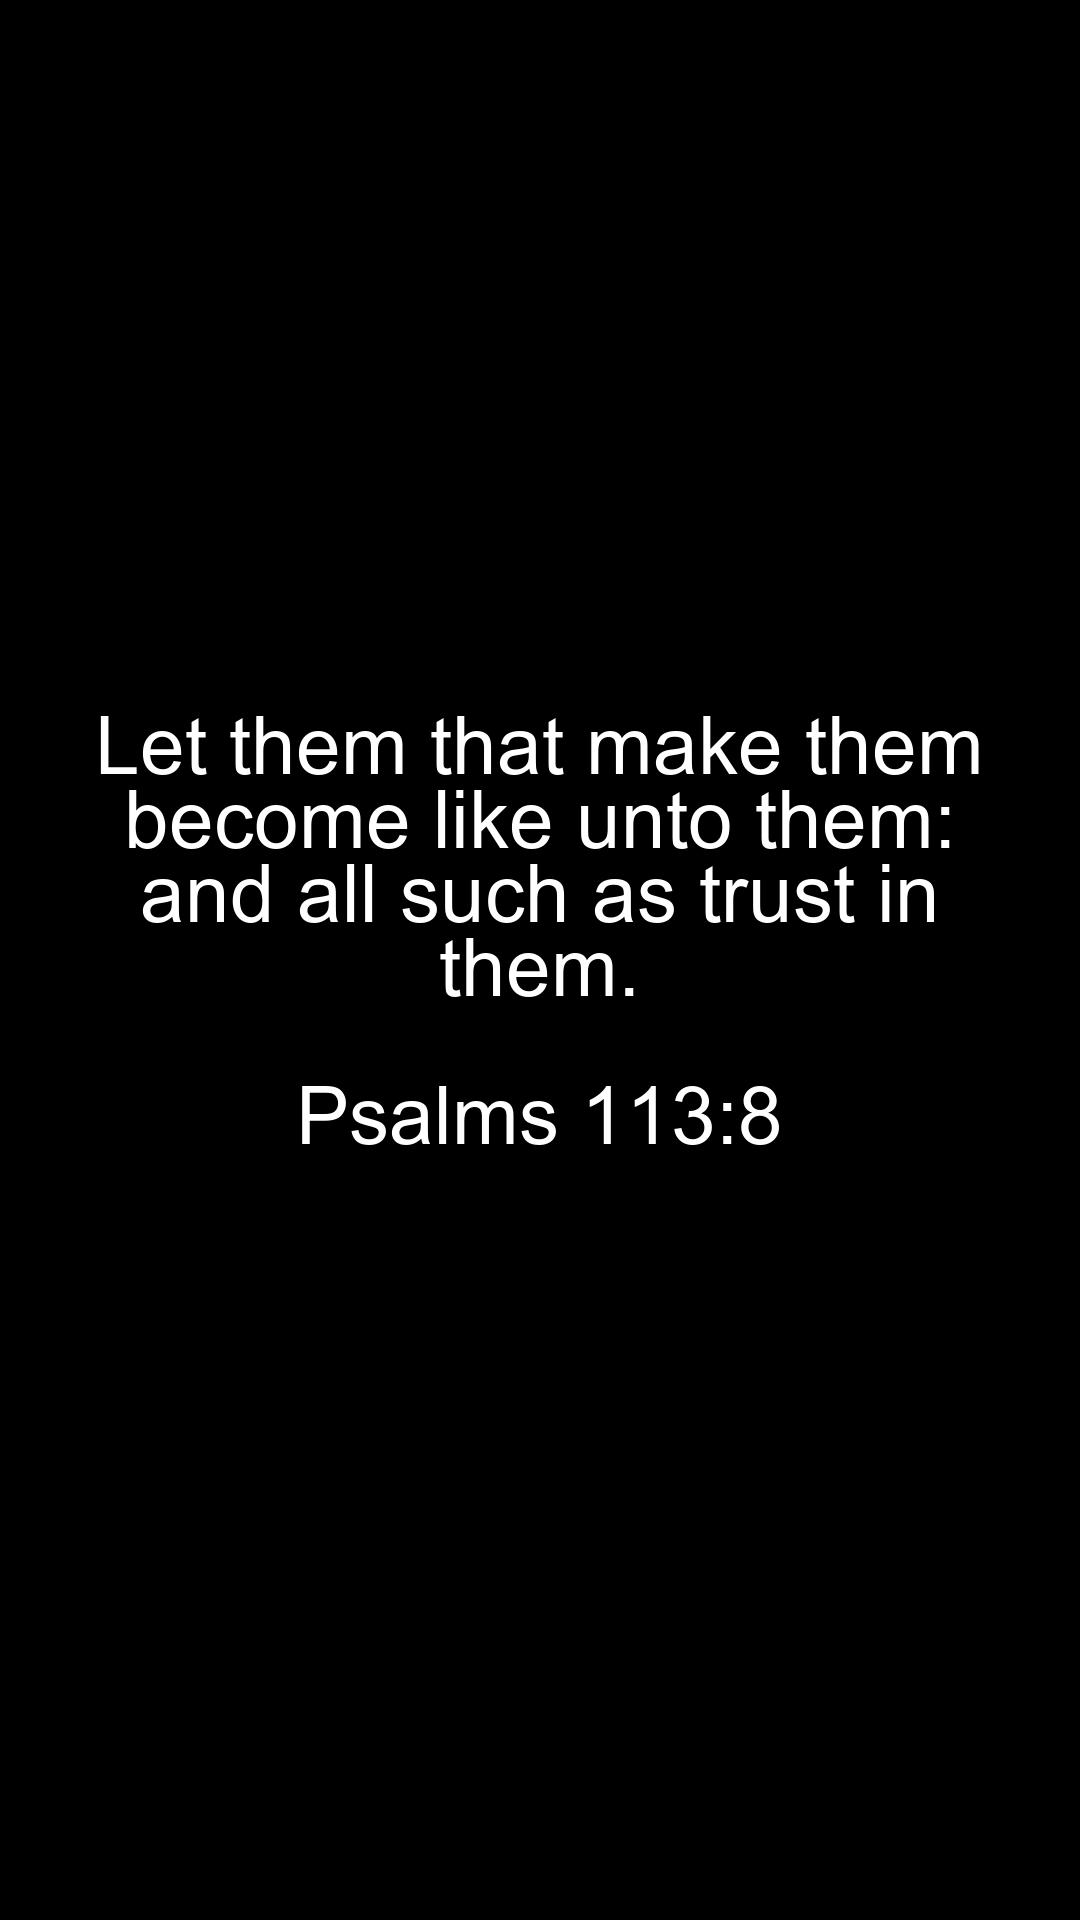 Let them that make them
become like unto them:
and all such as trust in
them.
Psalms 113:8